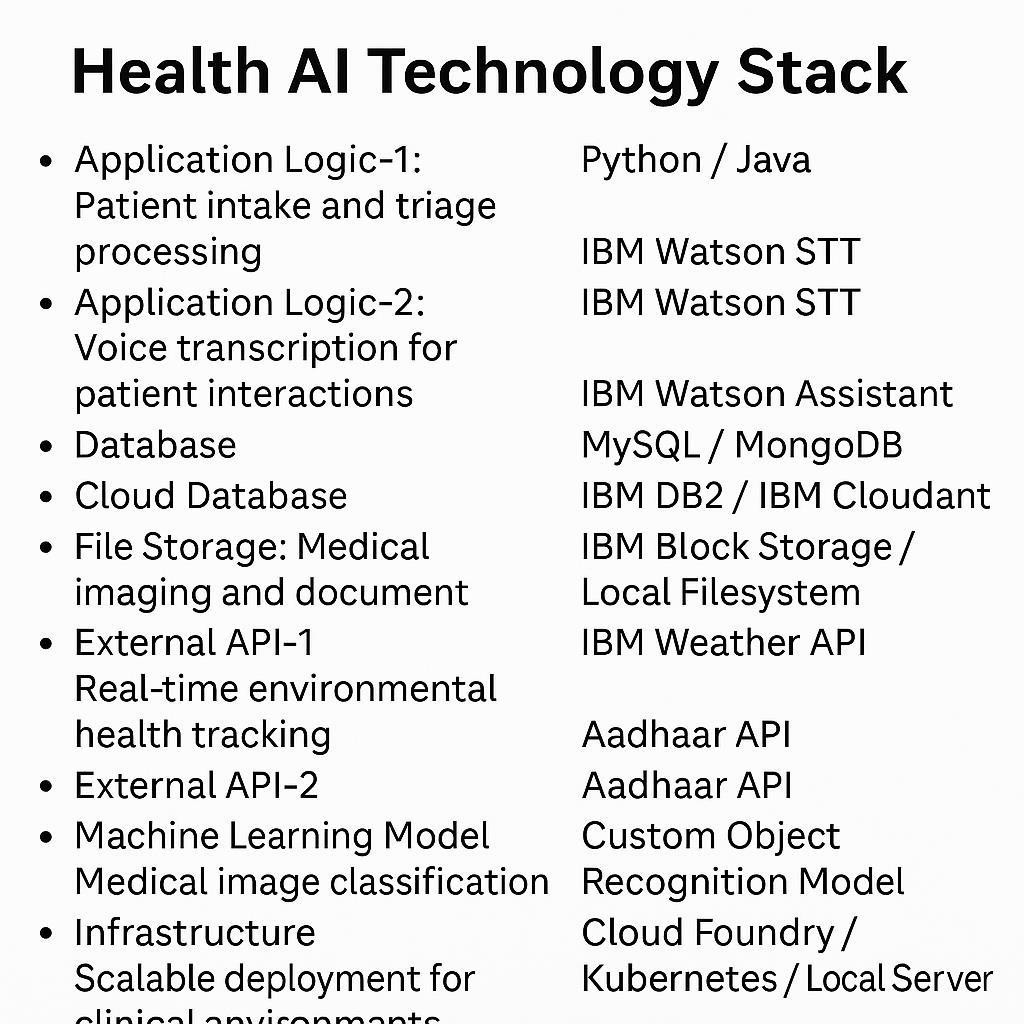 Health AI Technology Stack
• Application Logic-1: Python / Java
Patient intake and triage
processing IBM Watson STT
• Application Logic-2: IBM Watson STT
Voice transcription for
patient interactions IBM Watson Assistant
• Database MySQL / MongoDB
• Cloud Database IBM DB2 / IBM Cloudant
• File Storage: Medical IBM Block Storage /
imaging and document Local Filesystem
• External API-1 IBM Weather API
Real-time environmental
health tracking Aadhaar API
• External API-2 Aadhaar API
• Machine Learning Model Custom Object
Medical image classification Recognition Model
• Infrastructure Cloud Foundry /
Scalable deployment for Kubernetes / Local Server
clinical